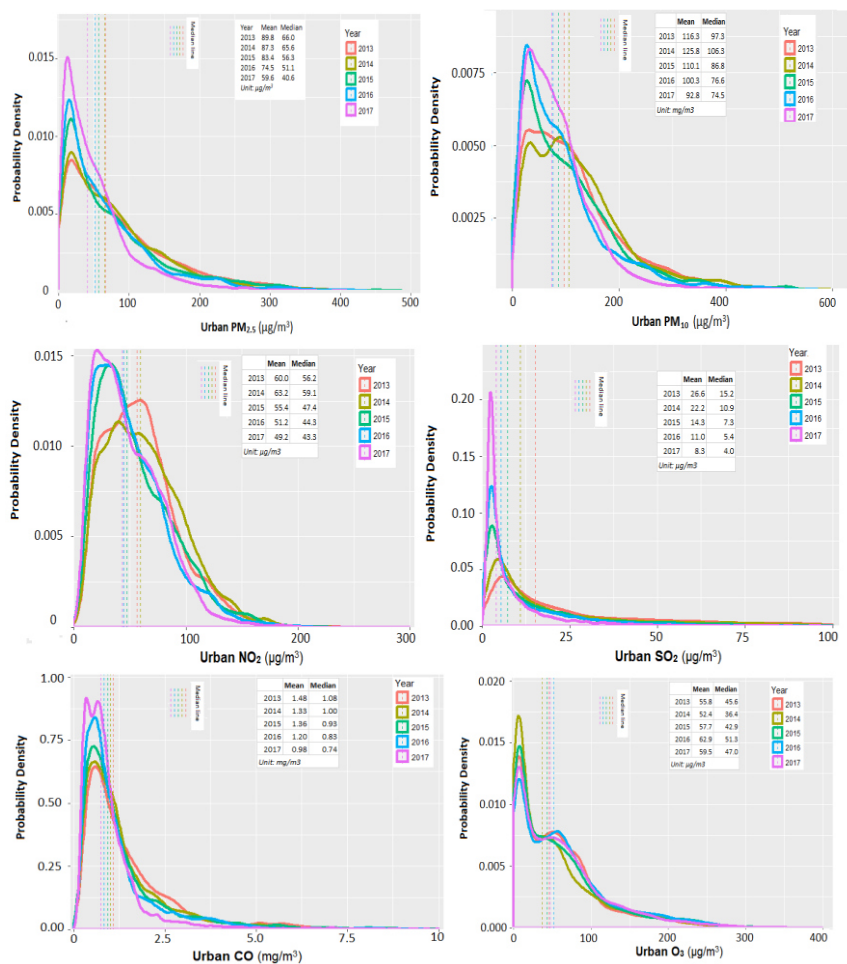 Median line
Year Mean Median
2013 89.8 66.0
2014 87.3 65.6
2015 83.4 56.3
2016 74.5 51.1
2017 59.6 40.6
Unit: µg/m³
Year
2013
2014
2015
2016
2017
Probability Density
0.015
0.010
0.005
0
0 100 200 300 400 500
Urban PM2.5 (µg/m³)
Median line
Mean Median
2013 116.3 97.3
2014 125.8 106.3
2015 110.1 86.8
2016 100.3 76.6
2017 92.8 74.5
Unit: mg/m3
Year
2013
2014
2015
2016
2017
Probability Density
0.0075
0.0050
0.0025
0 200 400 600
Urban PM10 (µg/m³)
Median line
Mean Median
2013 60.0 56.2
2014 63.2 59.1
2015 55.4 47.4
2016 51.2 44.3
2017 49.2 43.3
Unit: µg/m3
Year
2013
2014
2015
2016
2017
Probability Density
0.015
0.010
0.005
0
0 100 200 300
Urban NO₂ (µg/m³)
Median line
Mean Median
2013 26.6 15.2
2014 22.2 10.9
2015 14.3 7.3
2016 11.0 5.4
2017 8.3 4.0
Unit: µg/m3
Year
2013
2014
2015
2016
2017
Probability Density
0.20
0.15
0.10
0.05
0.00
0 25 75 100
Urban SO₂ (µg/m³)
Median line
Mean Median
2013 1.48 1.08
2014 1.33 1.00
2015 1.36 0.93
2016 1.20 0.83
2017 0.98 0.74
Unit: mg/m3
Year
2013
2014
2015
2016
2017
Probability Density
1.00
0.75
0.50
0.25
0.00
0 2.5 5.0 7.5 10
Urban CO (mg/m³)
Median line
Mean Median
2013 55.8 45.6
2014 52.4 36.4
2015 57.7 42.9
2016 62.9 51.3
2017 59.5 47.0
Unit: µg/m3
Year
2013
2014
2015
2016
2017
Probability Density
0.020
0.015
0.010
0.005
0.000
0 100 200 400
Urban O₃ (µg/m³)